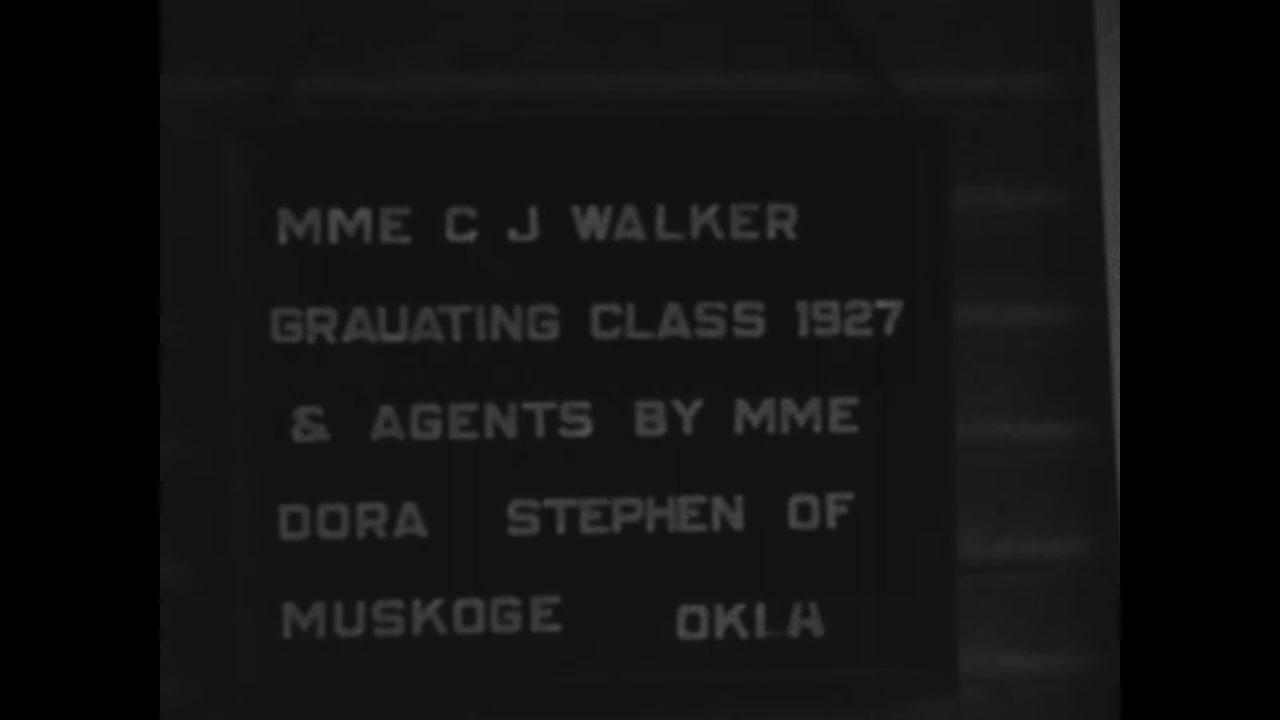 MME C J WALKER
GRAUATING CLASS 1927
& AGENTS BY MME
DORA STEPHEN OF
MUSKOGE OKLA